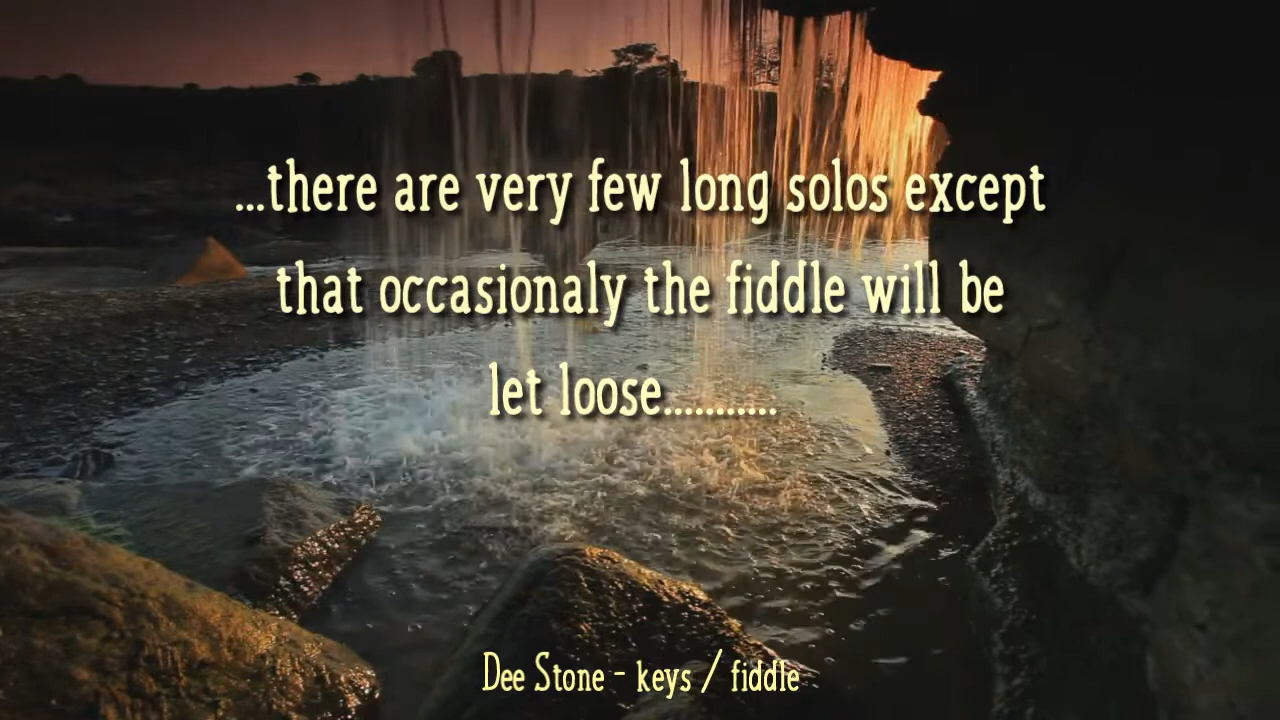 ...there are very few long solos except
that occasionaly the fiddle will be
let loose...........
Dee Stone - keys / fiddle